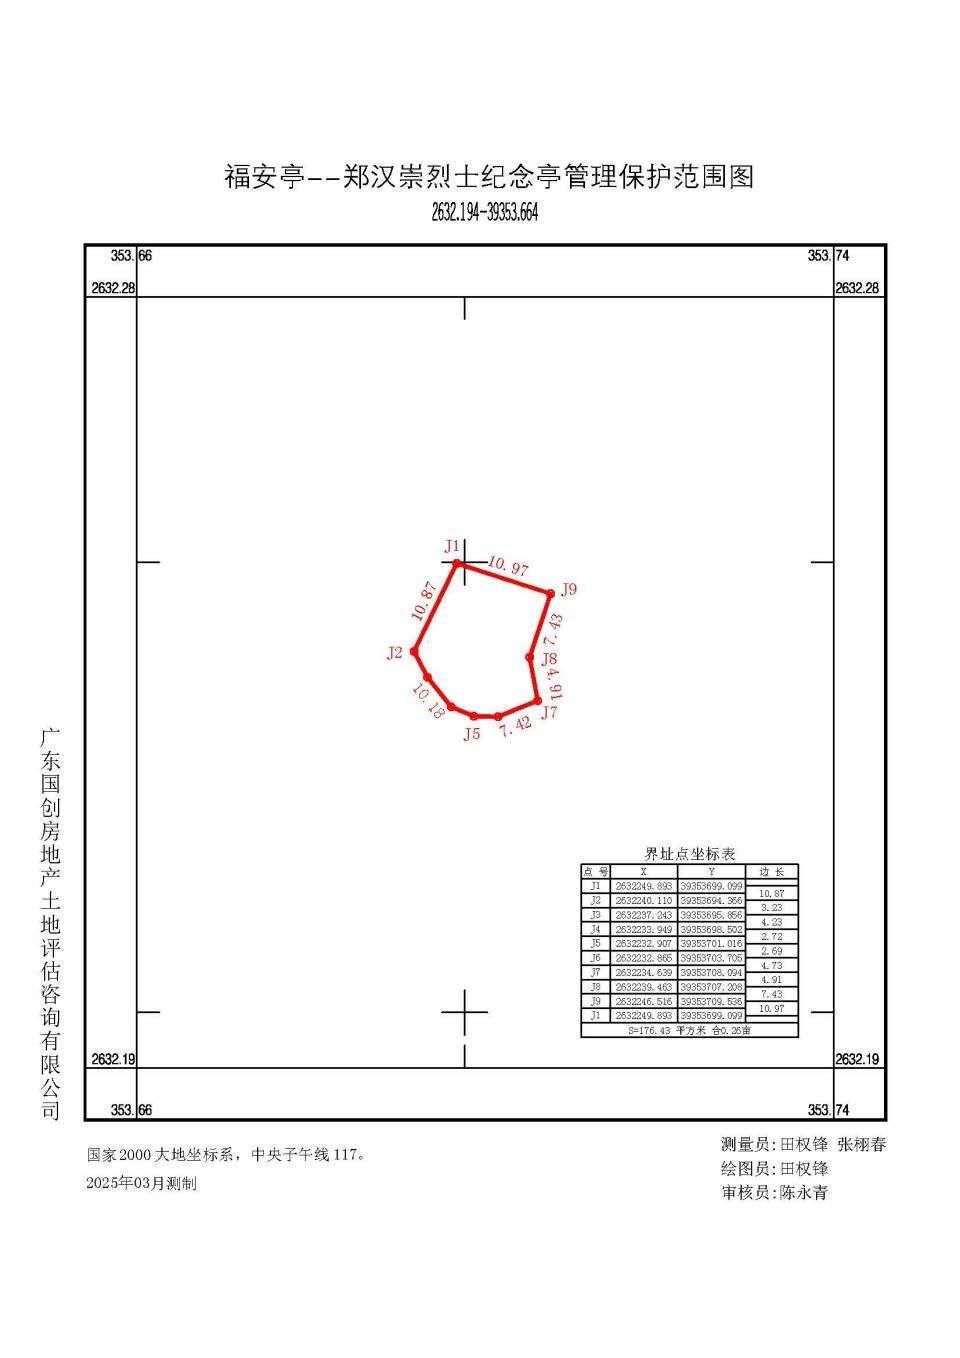 福安亭--郑汉崇烈士纪念亭管理保护范围图
2632.194-39353.664
353.66
353.74
2632.28
2632.28
J1
10.97
J9
10.87
7.43
J2
J8
4.91
10.18
J7
J5
7.42
广东国创房地产土地评估咨询有限公司
界址点坐标表
点 号 X Y 边 长
J1 2632249.893 39353699.099
10.87
J2 2632240.110 39353694.366
3.23
J3 2632237.243 39353695.856
4.23
J4 2632233.949 39353698.502
2.72
J5 2632232.907 39353701.016
2.69
J6 2632232.865 39353703.705
4.73
J7 2632234.639 39353708.094
4.91
J8 2632239.463 39353707.208
7.43
J9 2632246.516 39353709.536
10.97
J1 2632249.893 39353699.099
S=176.43 平方米 合0.26亩
2632.19
2632.19
353.66
353.74
国家2000大地坐标系，中央子午线117。
2025年03月测制
测量员:田权锋 张栩春
绘图员:田权锋
审核员:陈永青